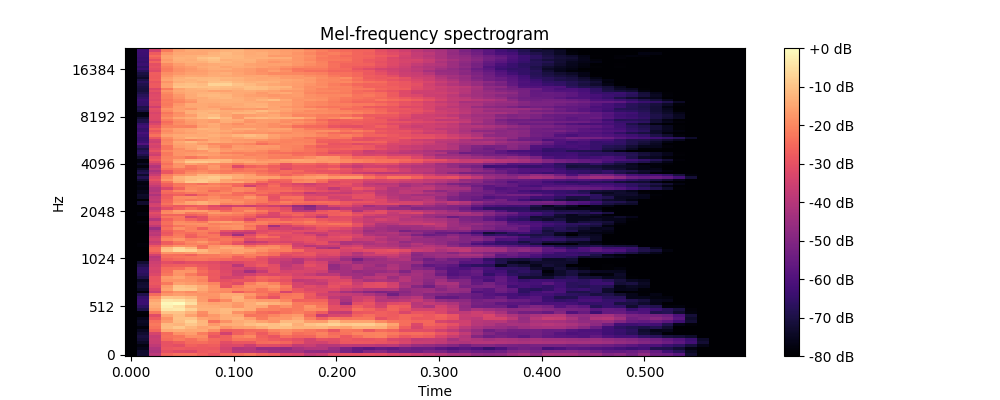 Mel-frequency spectrogram
Hz
16384
8192
4096
2048
1024
512
0
0.000 0.100 0.200 0.300 0.400 0.500
Time
+0 dB
-10 dB
-20 dB
-30 dB
-40 dB
-50 dB
-60 dB
-70 dB
-80 dB